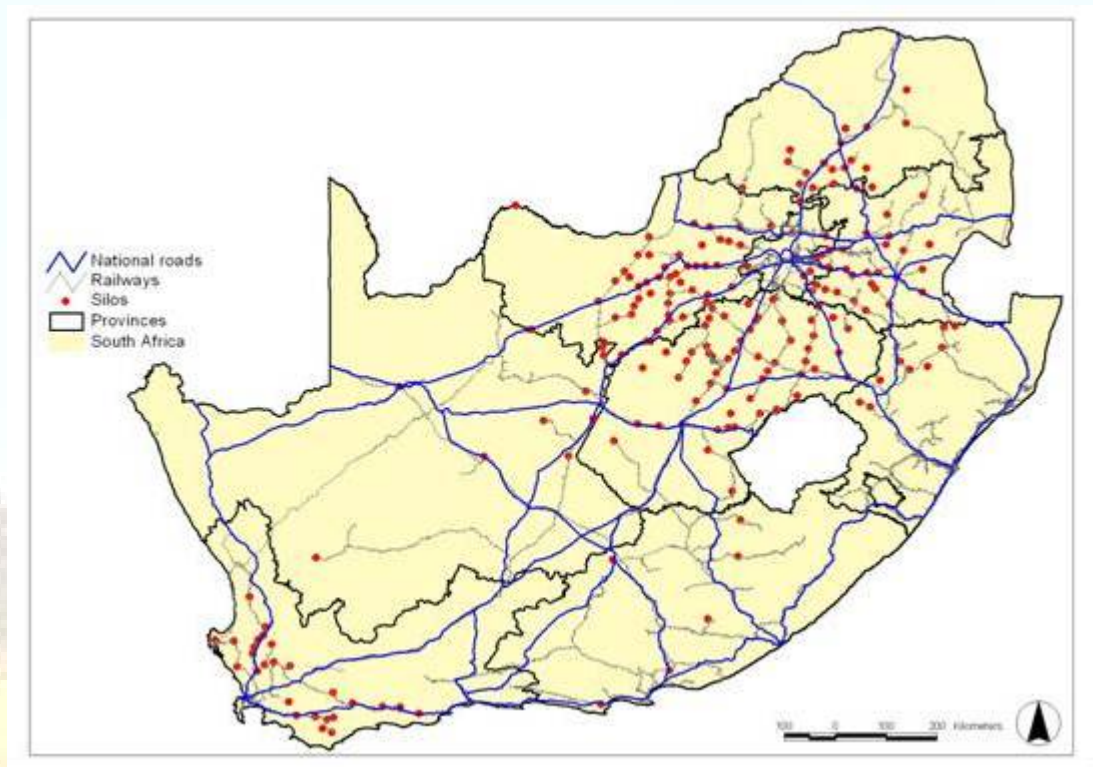 National roads
Railways
Silos
Provinces
South Africa
100 0 100 200 Kilometers